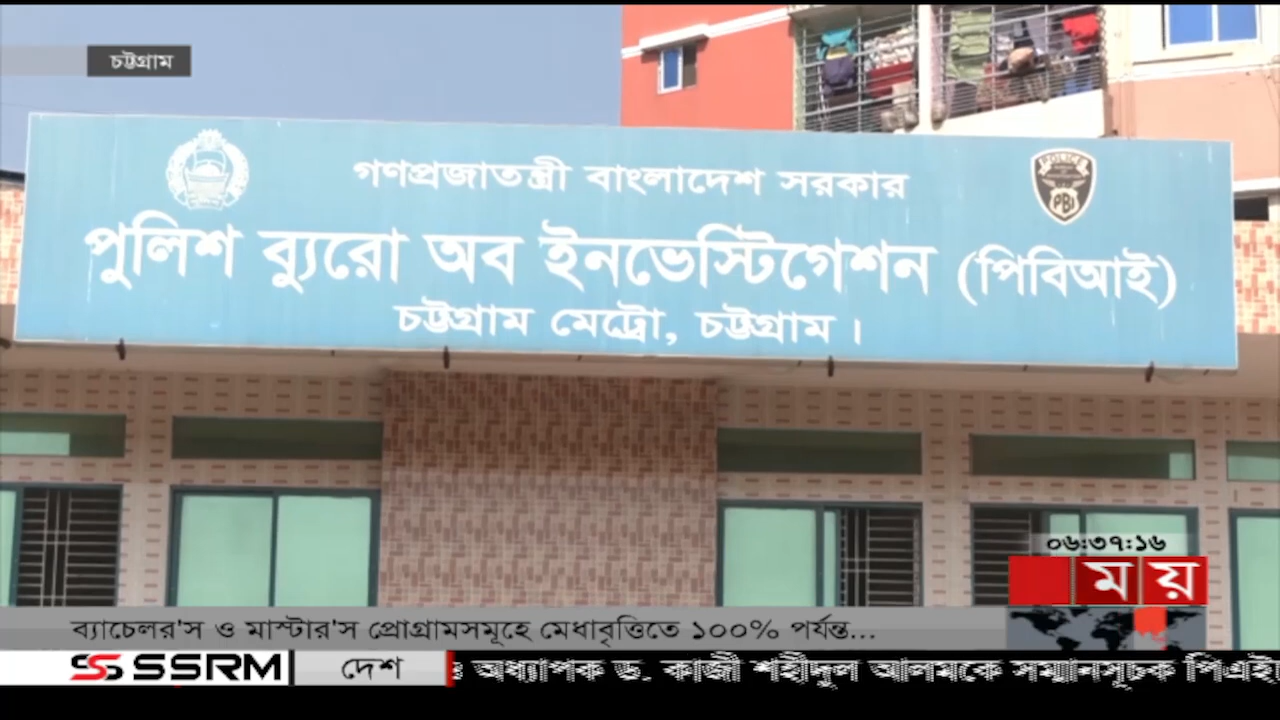 চট্টগ্রাম
গণপ্রজাতন্ত্রী বাংলাদেশ সরকার
POLICE
PBI
পুলিশ ব্যুরো অব ইনভেস্টিগেশন (পিবিআই)
চট্টগ্রাম মেট্রো, চট্টগ্রাম।
০৬:৩৭:১৬
ময়
ব্যাচেলর'স ও মাস্টার'স প্রোগ্রামসমূহে মেধাবৃত্তিতে ১০০% পর্যন্ত...
SSRM দেশ অধ্যাপক ড. কাজী শহীদুল আলমকে সম্মানসূচক